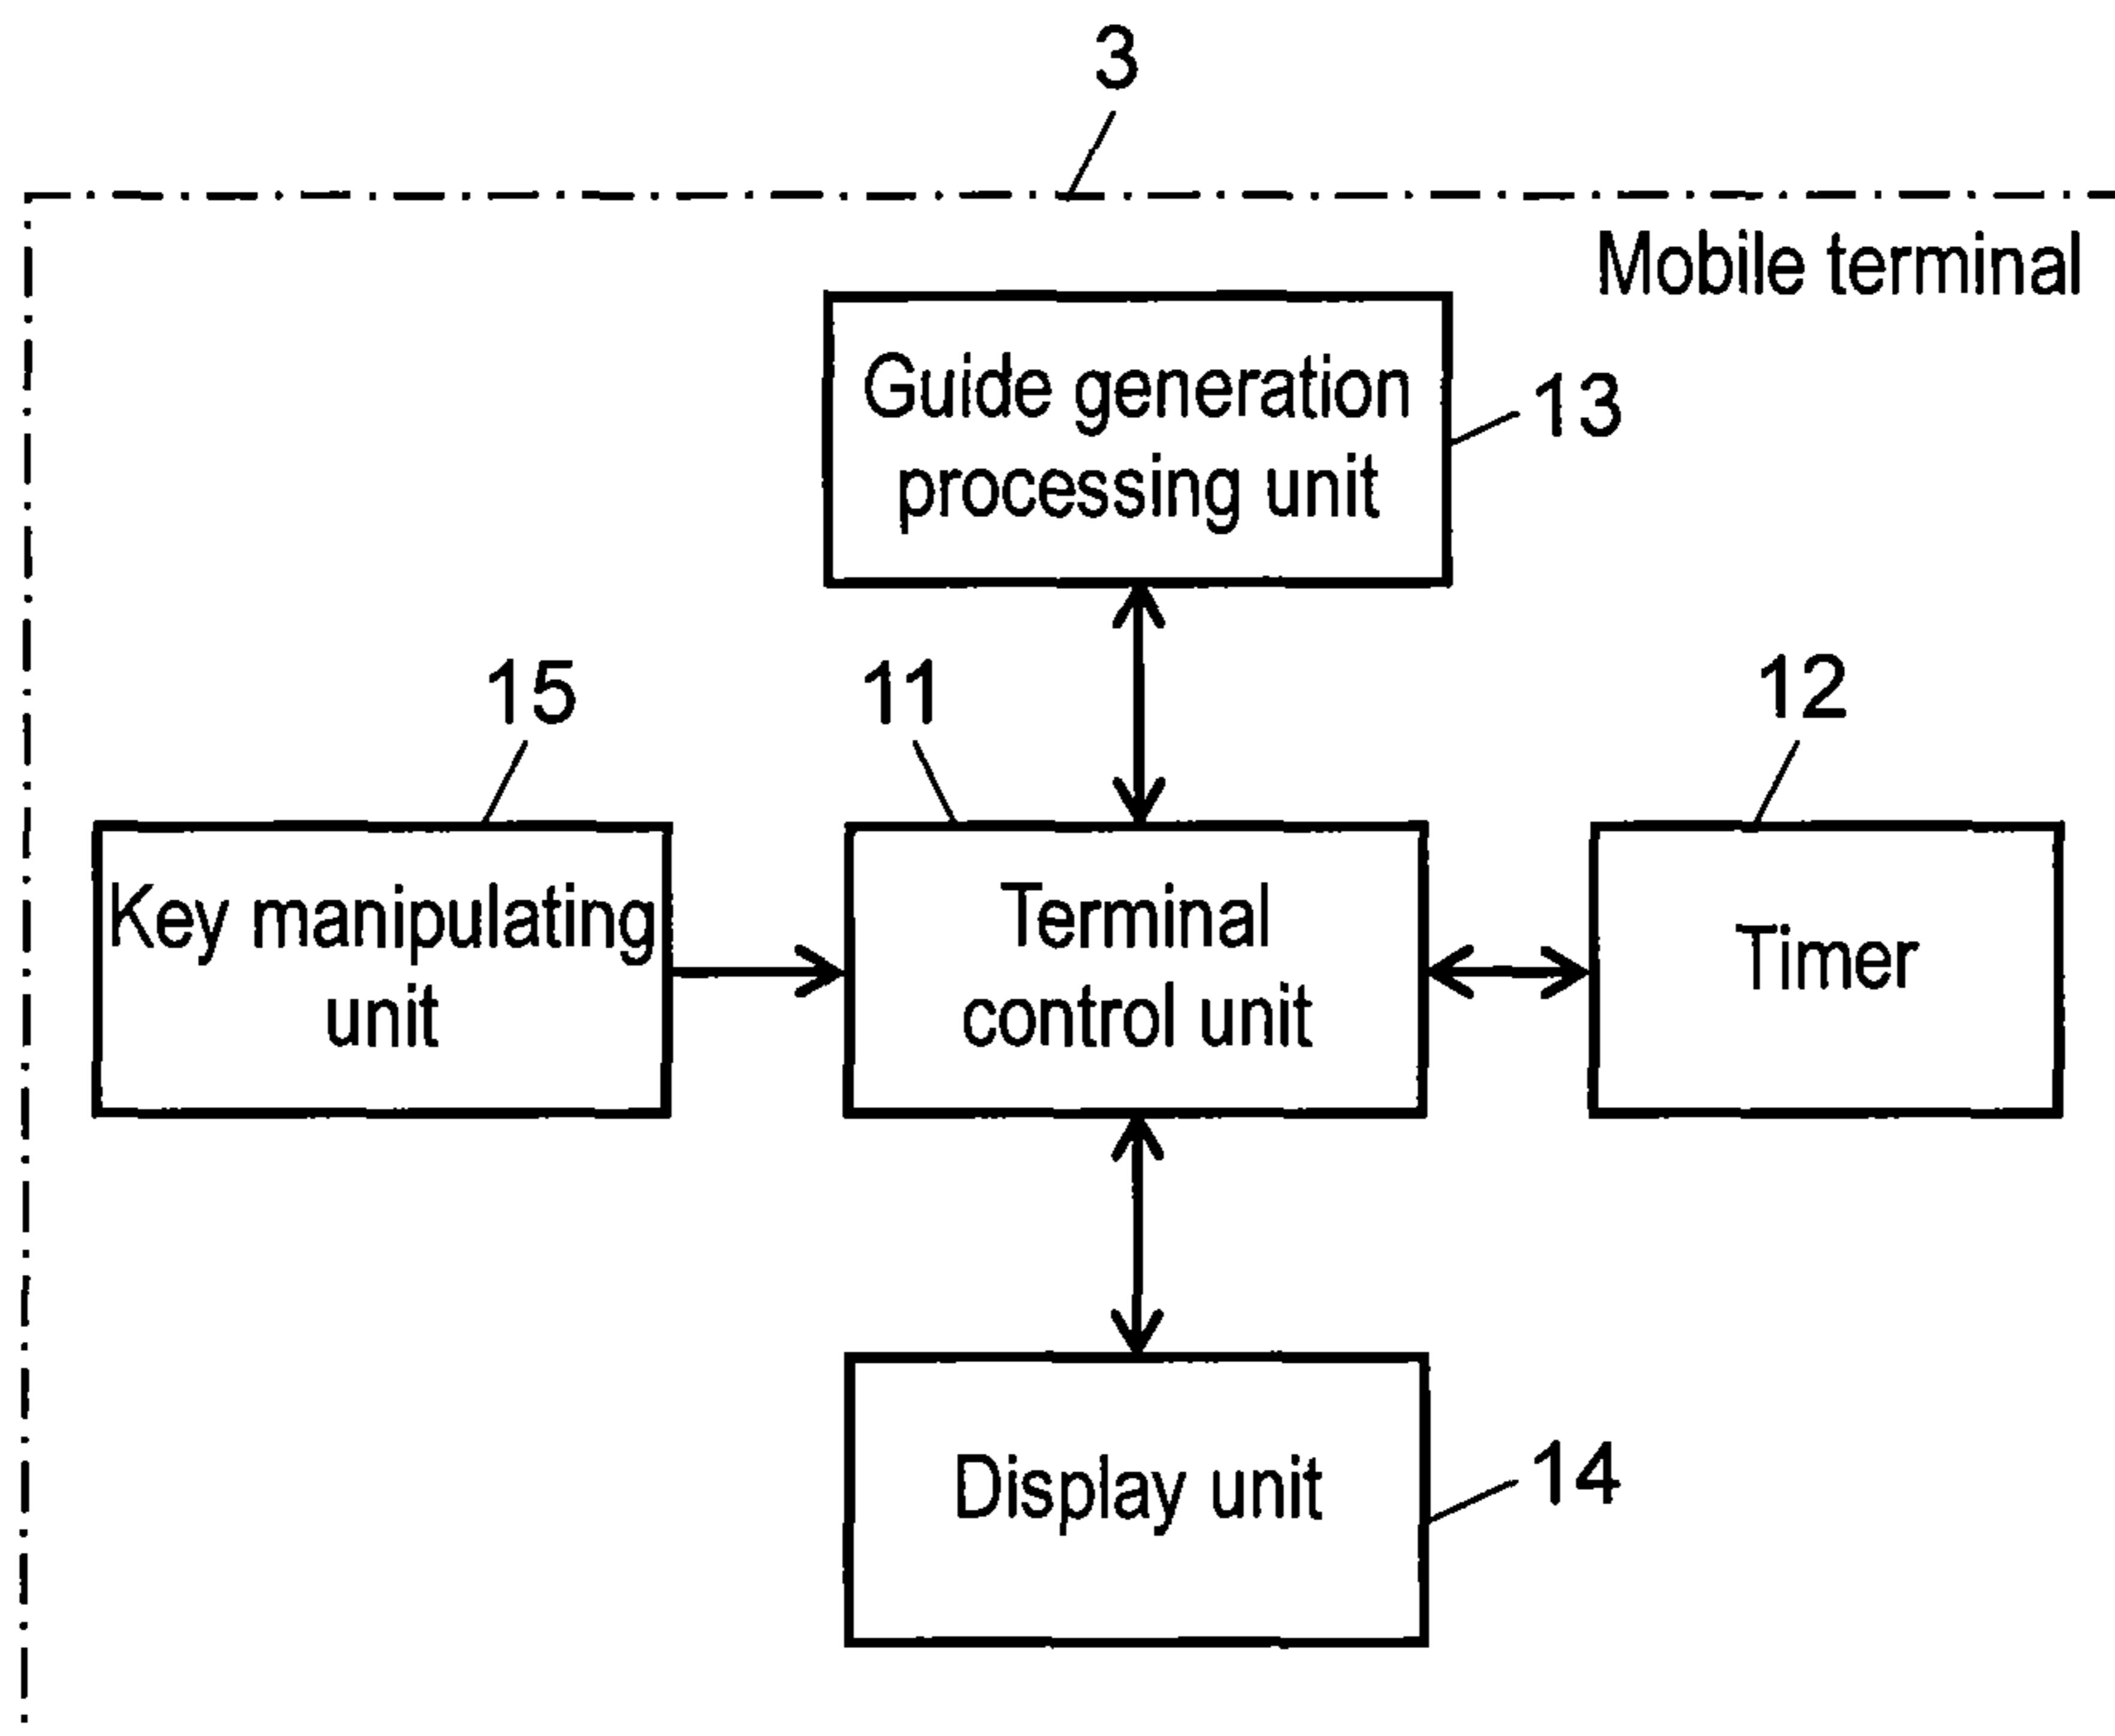 3
Mobile terminal
Guide generation
processing unit
13
15
11
12
Key manipulating
unit
Terminal
control unit
Timer
Display unit
14